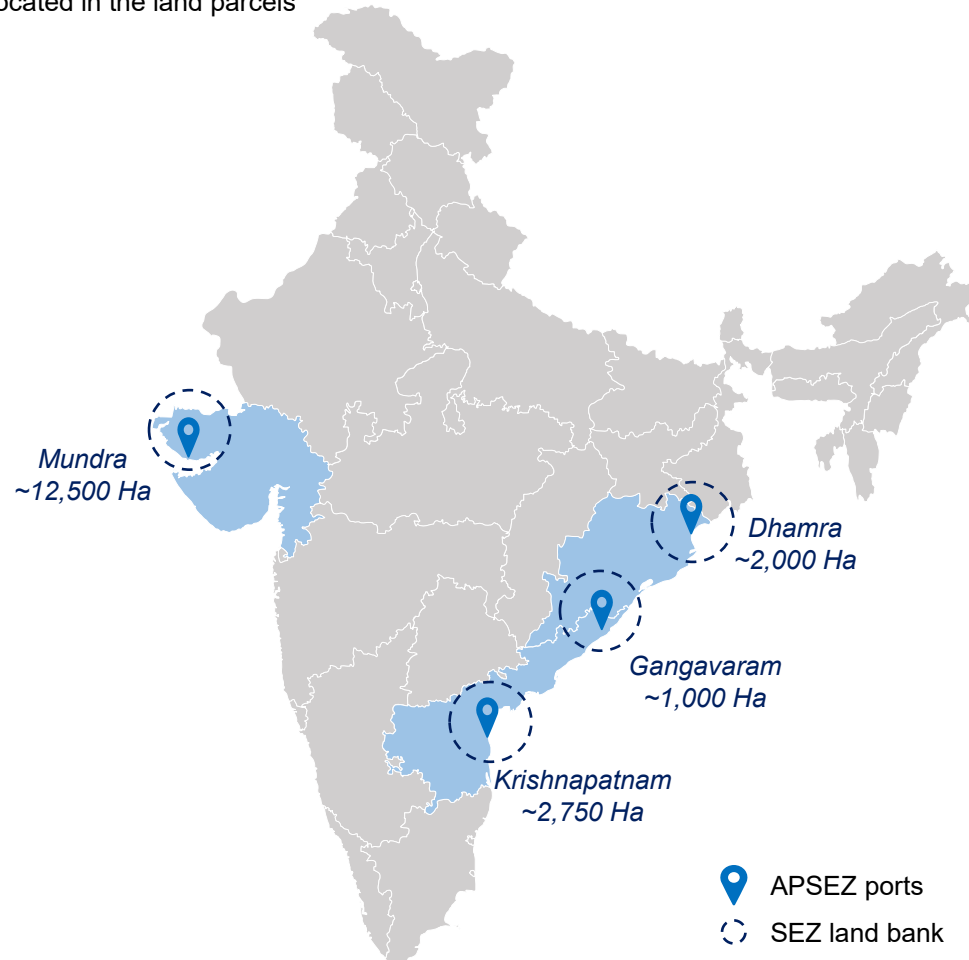 located in the land parcels
Mundra
~12,500 Ha
Dhamra
~2,000 Ha
Gangavaram
~1,000 Ha
Krishnapatnam
~2,750 Ha
APSEZ ports
SEZ land bank